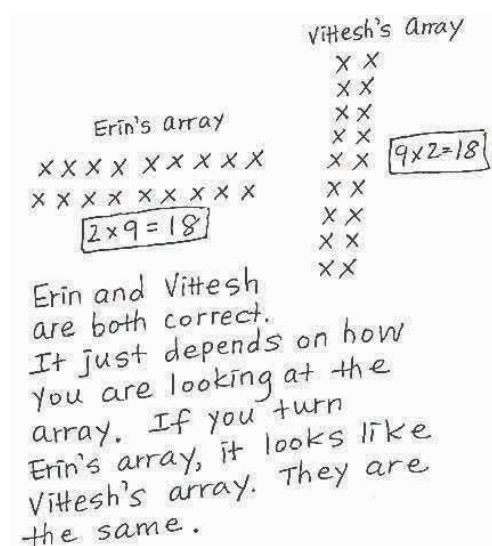 Erin's array
X X X X X X X X X
X X X X X X X X X
2 x 9 = 18
Vittesh's Array
X X
X X
X X
X X
X X
X X
X X
X X
X X
9x2=18
Erin and Vittesh
are both correct.
It just depends on how
you are looking at the
array. If you turn
Erin's array, it looks like
Vittesh's array. They are
the same.